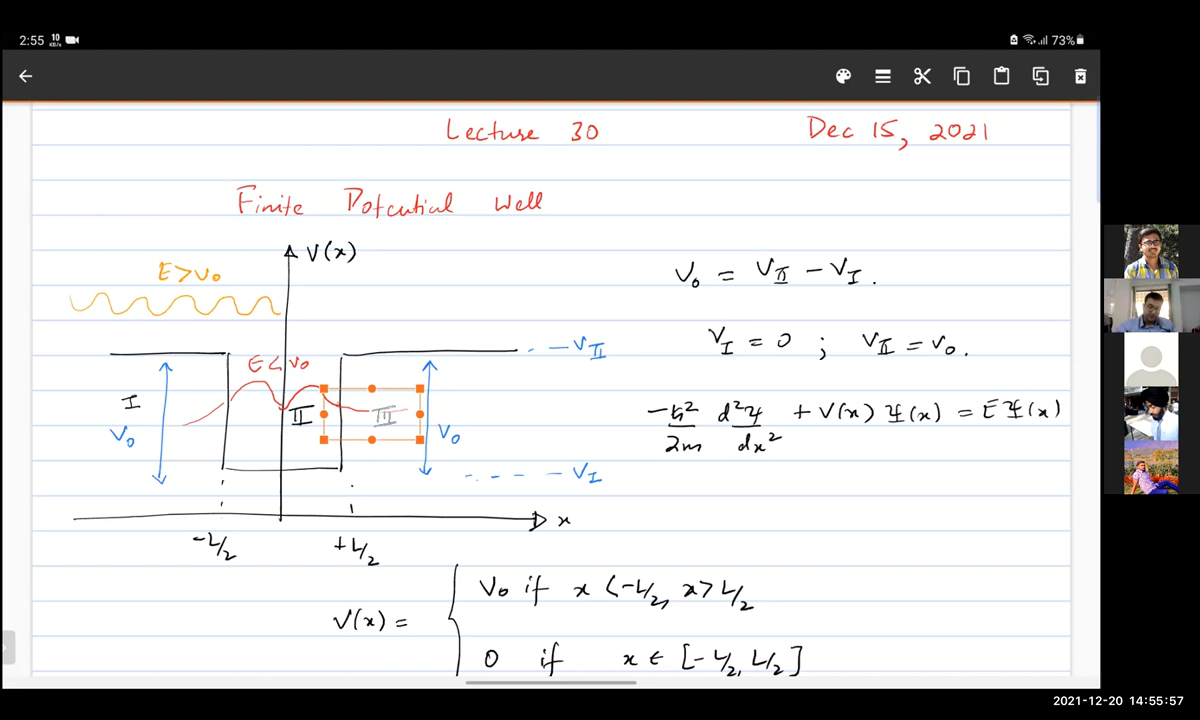 2:55 10 KB/s 73%
Lecture 30 Dec 15, 2021
Finite Potential Well
V(x)
E>V₀
V₀ = V_II − V_I.
− V_II
V_I = 0 ; V_II = V₀.
E<V₀
I II III
V₀ V₀
−ħ²/2m d²Ψ/dx² + V(x) Ψ(x) = E Ψ(x)
− V_I
x
−L/2 +L/2
V(x) = { V₀ if x <−L/2, x>L/2
0 if x ∈ [−L/2, L/2]
2021-12-20 14:55:57